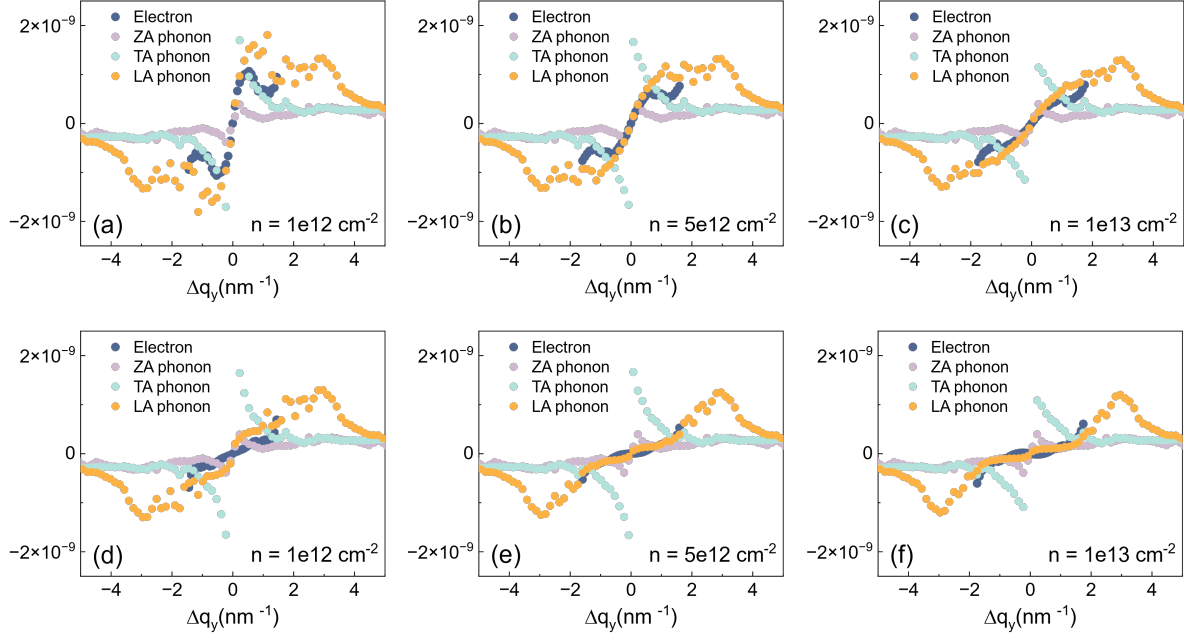 2×10⁻⁹
0
−2×10⁻⁹
Electron
ZA phonon
TA phonon
LA phonon
(a)
n = 1e12 cm⁻²
−4 −2 0 2 4
Δqy(nm ⁻¹)
Electron
ZA phonon
TA phonon
LA phonon
(b)
n = 5e12 cm⁻²
−4 −2 0 2 4
Δqy(nm ⁻¹)
Electron
ZA phonon
TA phonon
LA phonon
(c)
n = 1e13 cm⁻²
−4 −2 0 2 4
Δqy(nm ⁻¹)
2×10⁻⁹
0
−2×10⁻⁹
Electron
ZA phonon
TA phonon
LA phonon
(d)
n = 1e12 cm⁻²
−4 −2 0 2 4
Δqy(nm ⁻¹)
2×10⁻⁹
0
−2×10⁻⁹
Electron
ZA phonon
TA phonon
LA phonon
(e)
n = 5e12 cm⁻²
−4 −2 0 2 4
Δqy(nm ⁻¹)
2×10⁻⁹
0
−2×10⁻⁹
Electron
ZA phonon
TA phonon
LA phonon
(f)
n = 1e13 cm⁻²
−4 −2 0 2 4
Δqy(nm ⁻¹)
2×10⁻⁹
0
−2×10⁻⁹
2×10⁻⁹
0
−2×10⁻⁹